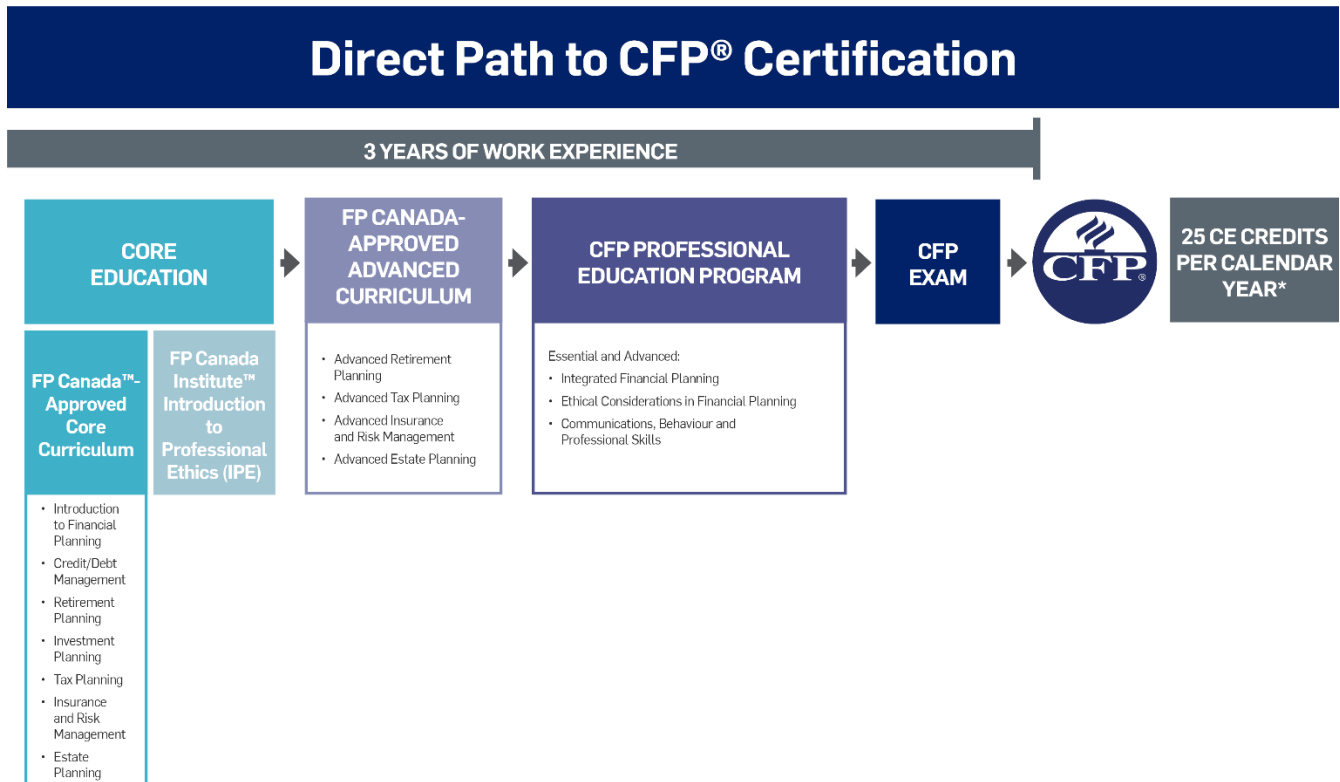 Direct Path to CFP® Certification
3 YEARS OF WORK EXPERIENCE
CORE
EDUCATION
FP Canada™-
Approved
Core
Curriculum
• Introduction
to Financial
Planning
• Credit/Debt
Management
• Retirement
Planning
• Investment
Planning
• Tax Planning
• Insurance
and Risk
Management
• Estate
Planning
FP Canada
Institute™
Introduction
to
Professional
Ethics (IPE)
FP CANADA-
APPROVED
ADVANCED
CURRICULUM
• Advanced Retirement
Planning
• Advanced Tax Planning
• Advanced Insurance
and Risk Management
• Advanced Estate Planning
CFP PROFESSIONAL
EDUCATION PROGRAM
Essential and Advanced:
• Integrated Financial Planning
• Ethical Considerations in Financial Planning
• Communications, Behaviour and
Professional Skills
CFP
EXAM
CFP®
25 CE CREDITS
PER CALENDAR
YEAR*